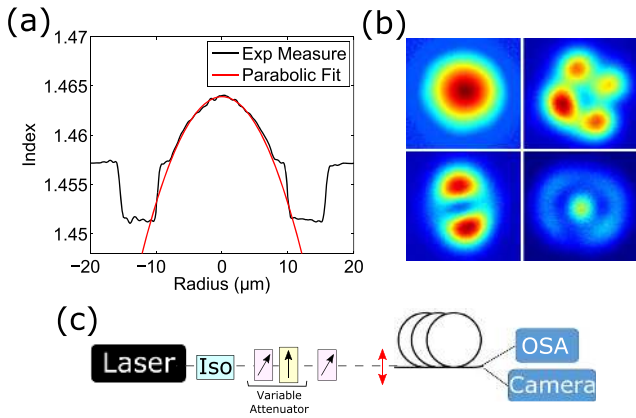 (a)
1.47
1.465
1.46
1.455
1.45
Index
Exp Measure
Parabolic Fit
−20
−10
0
10
20
Radius (μm)
(b)
(c)
Laser
Iso
Variable
Attenuator
OSA
Camera